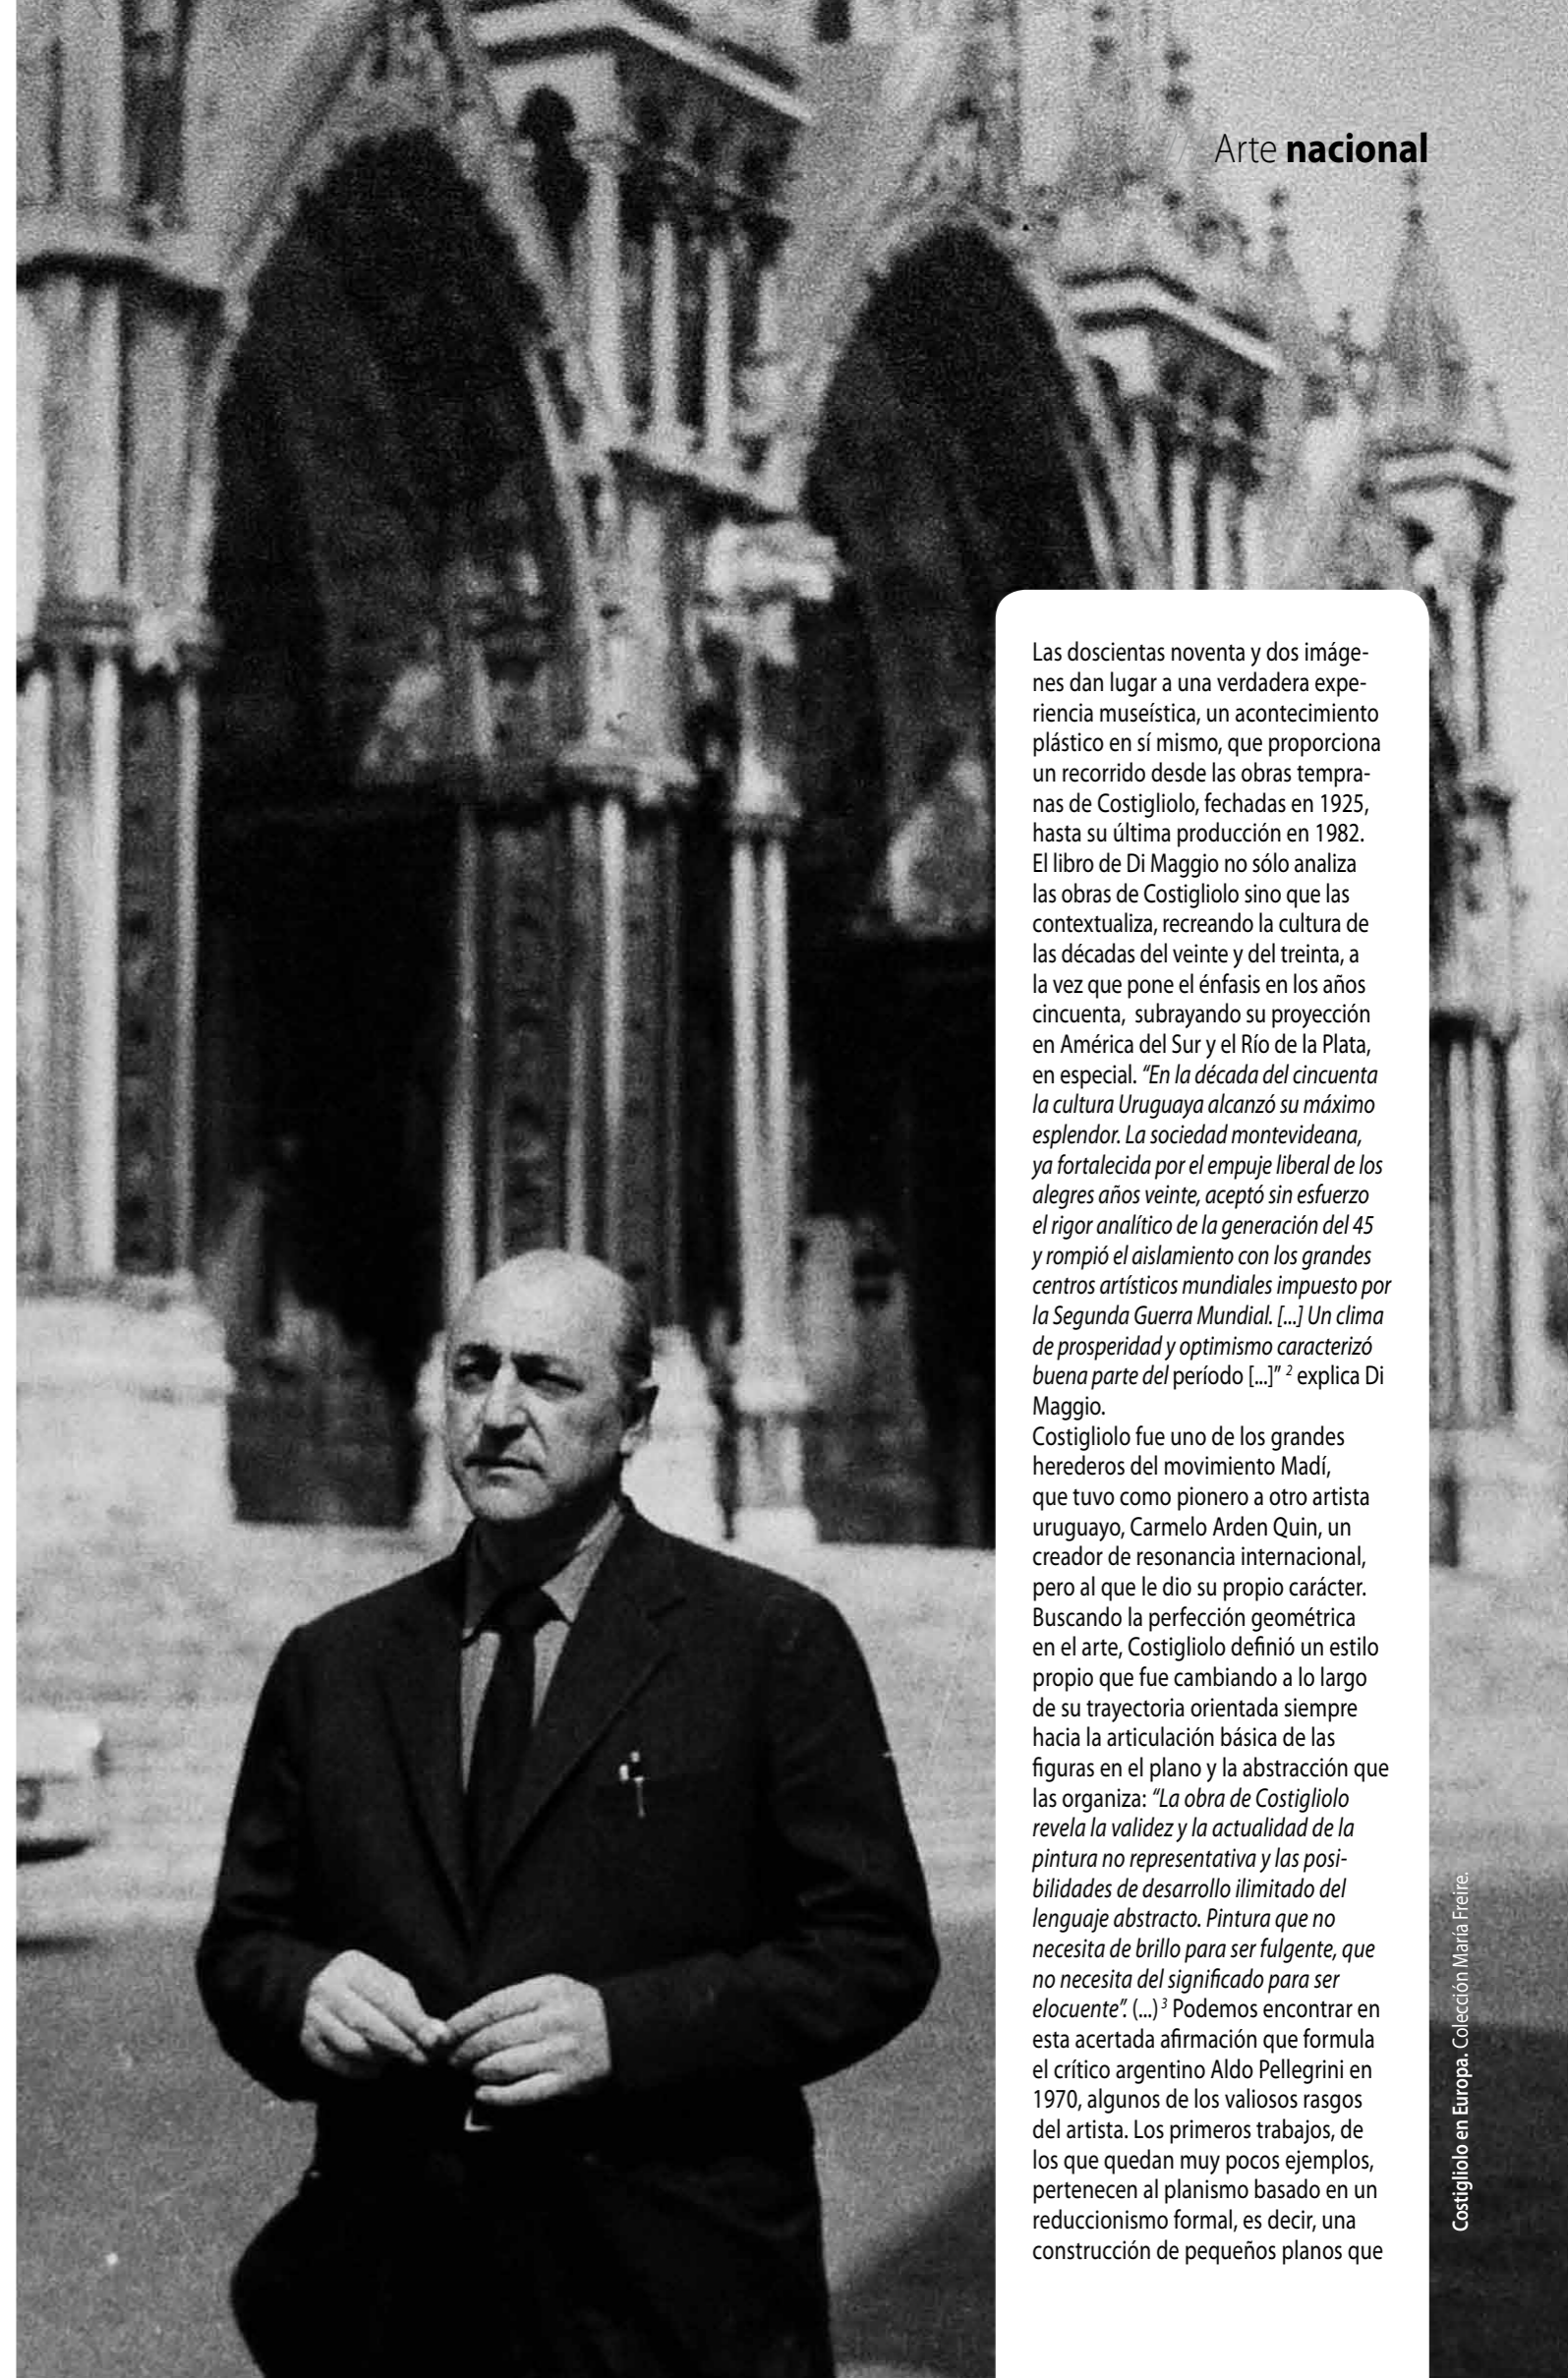 / Arte nacional
Las doscientas noventa y dos imáge-
nes dan lugar a una verdadera expe-
riencia museística, un acontecimiento
plástico en sí mismo, que proporciona
un recorrido desde las obras tempra-
nas de Costigliolo, fechadas en 1925,
hasta su última producción en 1982.
El libro de Di Maggio no sólo analiza
las obras de Costigliolo sino que las
contextualiza, recreando la cultura de
las décadas del veinte y del treinta, a
la vez que pone el énfasis en los años
cincuenta, subrayando su proyección
en América del Sur y el Río de la Plata,
en especial. “En la década del cincuenta
la cultura Uruguaya alcanzó su máximo
esplendor. La sociedad montevideana,
ya fortalecida por el empuje liberal de los
alegres años veinte, aceptó sin esfuerzo
el rigor analítico de la generación del 45
y rompió el aislamiento con los grandes
centros artísticos mundiales impuesto por
la Segunda Guerra Mundial. [...] Un clima
de prosperidad y optimismo caracterizó
buena parte del período [...]” 2 explica Di
Maggio.
Costigliolo fue uno de los grandes
herederos del movimiento Madí,
que tuvo como pionero a otro artista
uruguayo, Carmelo Arden Quin, un
creador de resonancia internacional,
pero al que le dio su propio carácter.
Buscando la perfección geométrica
en el arte, Costigliolo definió un estilo
propio que fue cambiando a lo largo
de su trayectoria orientada siempre
hacia la articulación básica de las
figuras en el plano y la abstracción que
las organiza: “La obra de Costigliolo
revela la validez y la actualidad de la
pintura no representativa y las posi-
bilidades de desarrollo ilimitado del
lenguaje abstracto. Pintura que no
necesita de brillo para ser fulgente, que
no necesita del significado para ser
elocuente”. (...) 3 Podemos encontrar en
esta acertada afirmación que formula
el crítico argentino Aldo Pellegrini en
1970, algunos de los valiosos rasgos
del artista. Los primeros trabajos, de
los que quedan muy pocos ejemplos,
pertenecen al planismo basado en un
reduccionismo formal, es decir, una
construcción de pequeños planos que
Costigliolo en Europa. Colección María Freire.